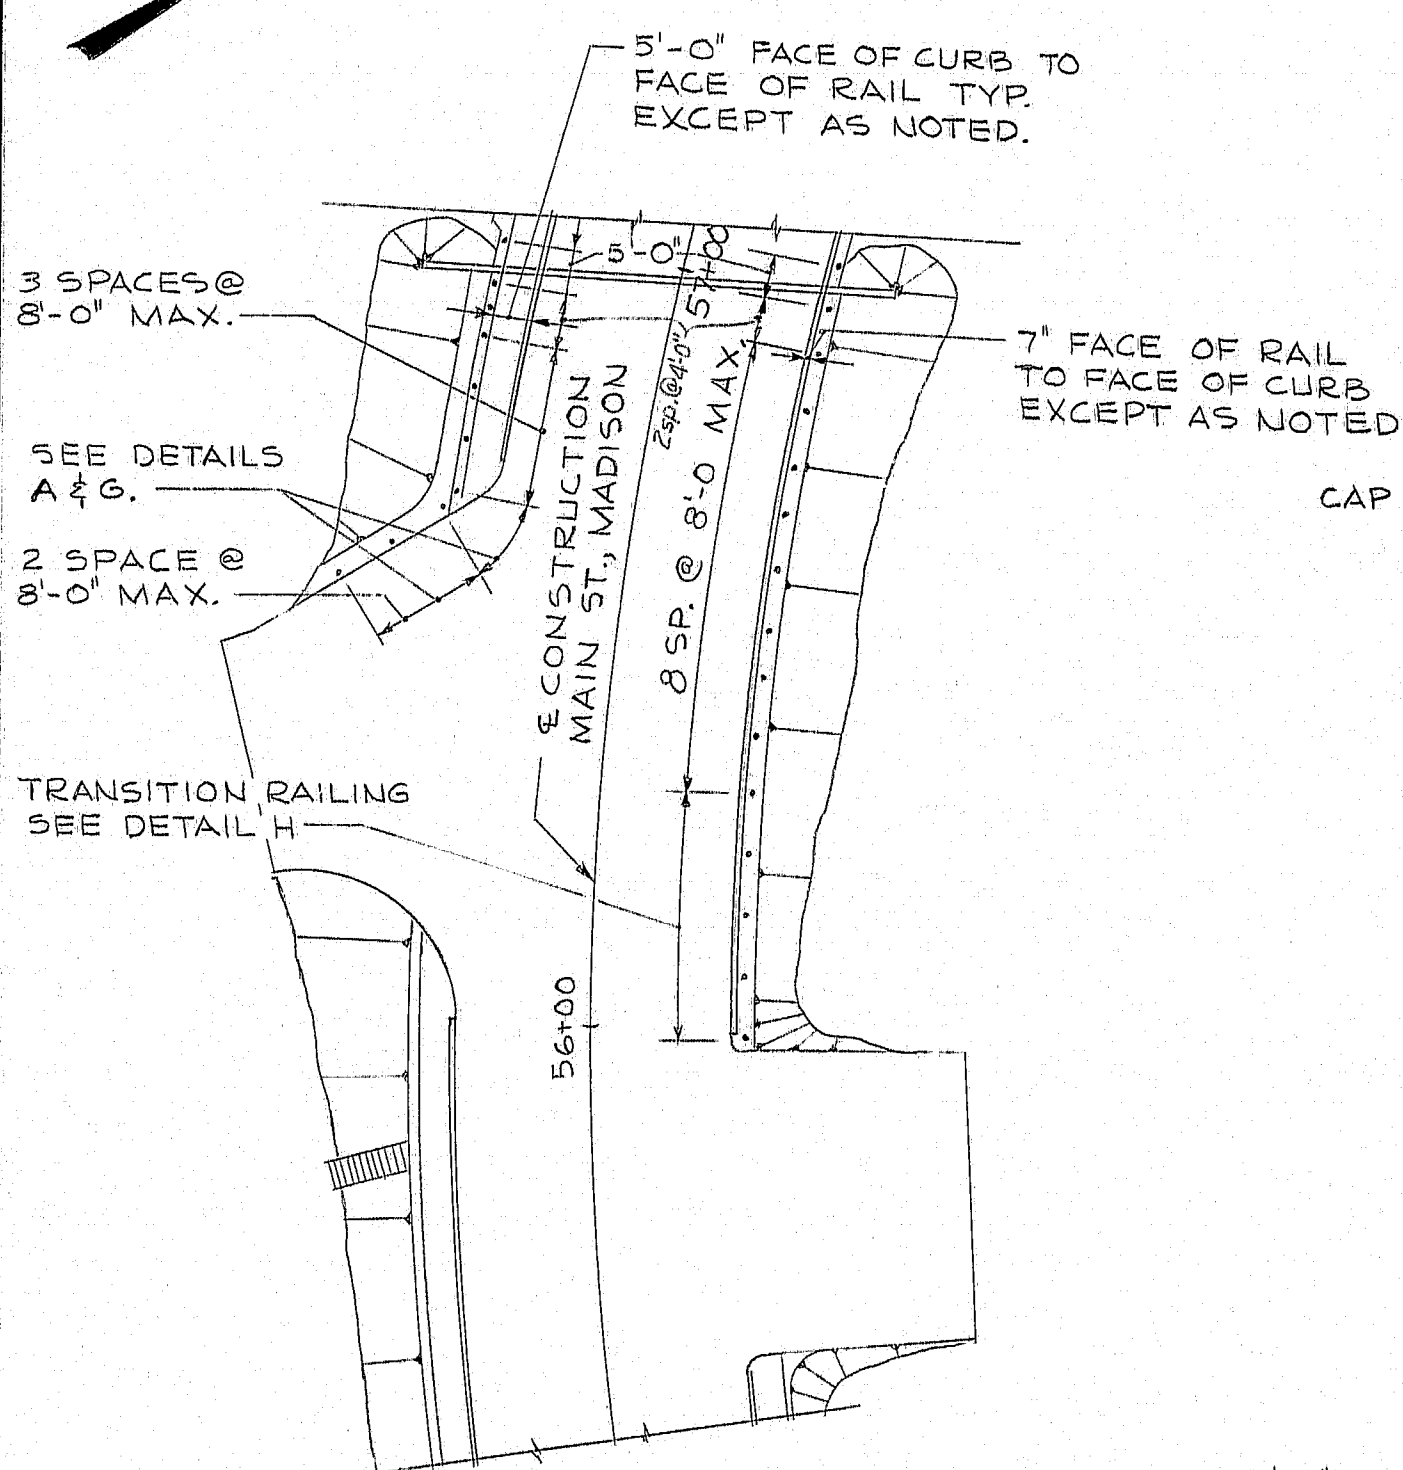 5'-0" FACE OF CURB TO
FACE OF RAIL TYP.
EXCEPT AS NOTED.
5'-0"
57+00
3 SPACES @
8'-0" MAX.
2 sp. @ 4'-0"
7" FACE OF RAIL
TO FACE OF CURB
EXCEPT AS NOTED
SEE DETAILS
A & G.
CAP
2 SPACE @
8'-0" MAX.
℄ CONSTRUCTION
MAIN ST., MADISON
8 SP. @ 8'-0 MAX.
TRANSITION RAILING
SEE DETAIL H
56+00